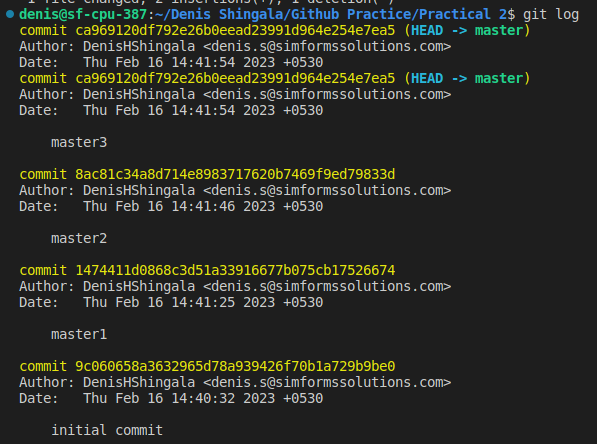 1 file changed, 2 insertions(+), 1 deletion(-)
denis@sf-cpu-387:~/Denis Shingala/Github Practice/Practical 2$ git log
commit ca969120df792e26b0eead23991d964e254e7ea5 (HEAD -> master)
Author: DenisHShingala <denis.s@simformssolutions.com>
Date:   Thu Feb 16 14:41:54 2023 +0530
commit ca969120df792e26b0eead23991d964e254e7ea5 (HEAD -> master)
Author: DenisHShingala <denis.s@simformssolutions.com>
Date:   Thu Feb 16 14:41:54 2023 +0530
master3
commit 8ac81c34a8d714e8983717620b7469f9ed79833d
Author: DenisHShingala <denis.s@simformssolutions.com>
Date:   Thu Feb 16 14:41:46 2023 +0530
master2
commit 1474411d0868c3d51a33916677b075cb17526674
Author: DenisHShingala <denis.s@simformssolutions.com>
Date:   Thu Feb 16 14:41:25 2023 +0530
master1
commit 9c060658a3632965d78a939426f70b1a729b9be0
Author: DenisHShingala <denis.s@simformssolutions.com>
Date:   Thu Feb 16 14:40:32 2023 +0530
initial commit